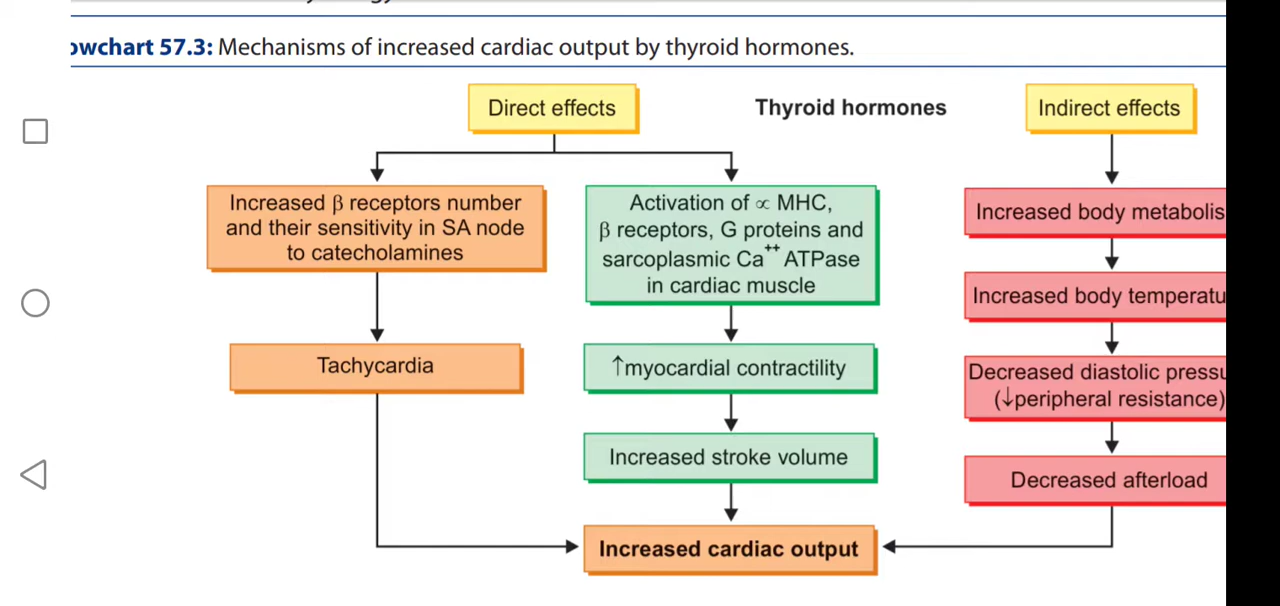 owchart 57.3: Mechanisms of increased cardiac output by thyroid hormones.
Direct effects
Thyroid hormones
Indirect effects
Increased β receptors number
and their sensitivity in SA node
to catecholamines
Tachycardia
Activation of ∝ MHC,
β receptors, G proteins and
sarcoplasmic Ca⁺⁺ ATPase
in cardiac muscle
↑myocardial contractility
Increased stroke volume
Increased body metabolis
Increased body temperatu
Decreased diastolic pressu
(↓peripheral resistance)
Decreased afterload
Increased cardiac output